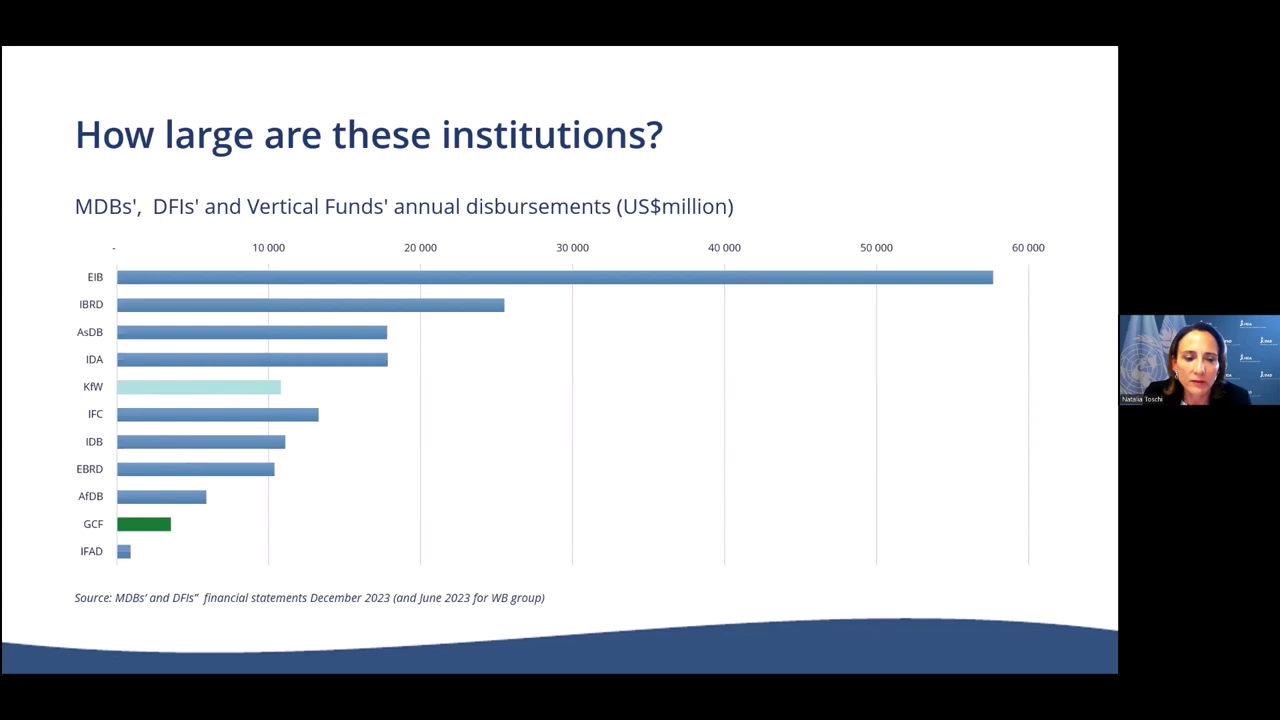 How large are these institutions?
MDBs',  DFIs' and Vertical Funds' annual disbursements (US$million)
- 10 000 20 000 30 000 40 000 50 000 60 000
EIB
IBRD
AsDB
IDA
KfW
IFC
IDB
EBRD
AfDB
GCF
IFAD
Source: MDBs' and DFIs"  financial statements December 2023 (and June 2023 for WB group)
Natalia Toschi